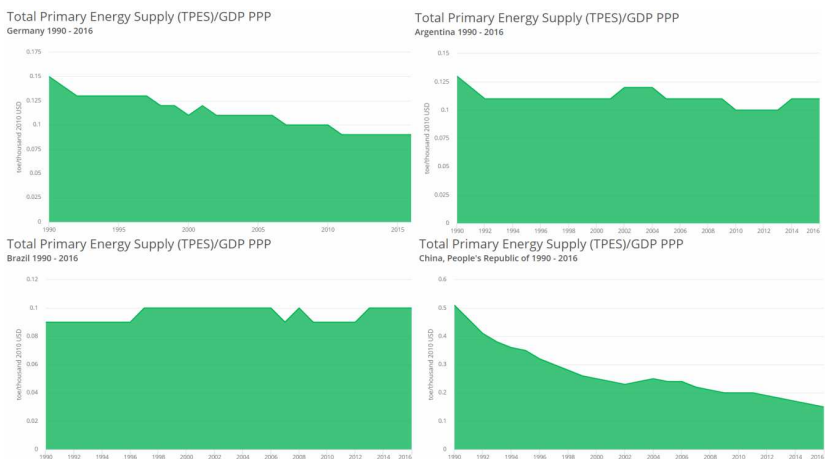 Total Primary Energy Supply (TPES)/GDP PPP
Germany 1990 - 2016
toe/thousand 2010 USD
0.175
0.15
0.125
0.1
0.075
0.05
0.025
0
1990 1995 2000 2005 2010 2015
Total Primary Energy Supply (TPES)/GDP PPP
Argentina 1990 - 2016
toe/thousand 2010 USD
0.15
0.125
0.1
0.075
0.05
0.025
0
1990 1992 1994 1996 1998 2000 2002 2004 2006 2008 2010 2012 2014 2016
Total Primary Energy Supply (TPES)/GDP PPP
Brazil 1990 - 2016
toe/thousand 2010 USD
0.12
0.1
0.08
0.06
0.04
0.02
0
1990 1992 1994 1996 1998 2000 2002 2004 2006 2008 2010 2012 2014 2016
Total Primary Energy Supply (TPES)/GDP PPP
China, People's Republic of 1990 - 2016
toe/thousand 2010 USD
0.6
0.5
0.4
0.3
0.2
0.1
0
1990 1992 1994 1996 1998 2000 2002 2004 2006 2008 2010 2012 2014 2016